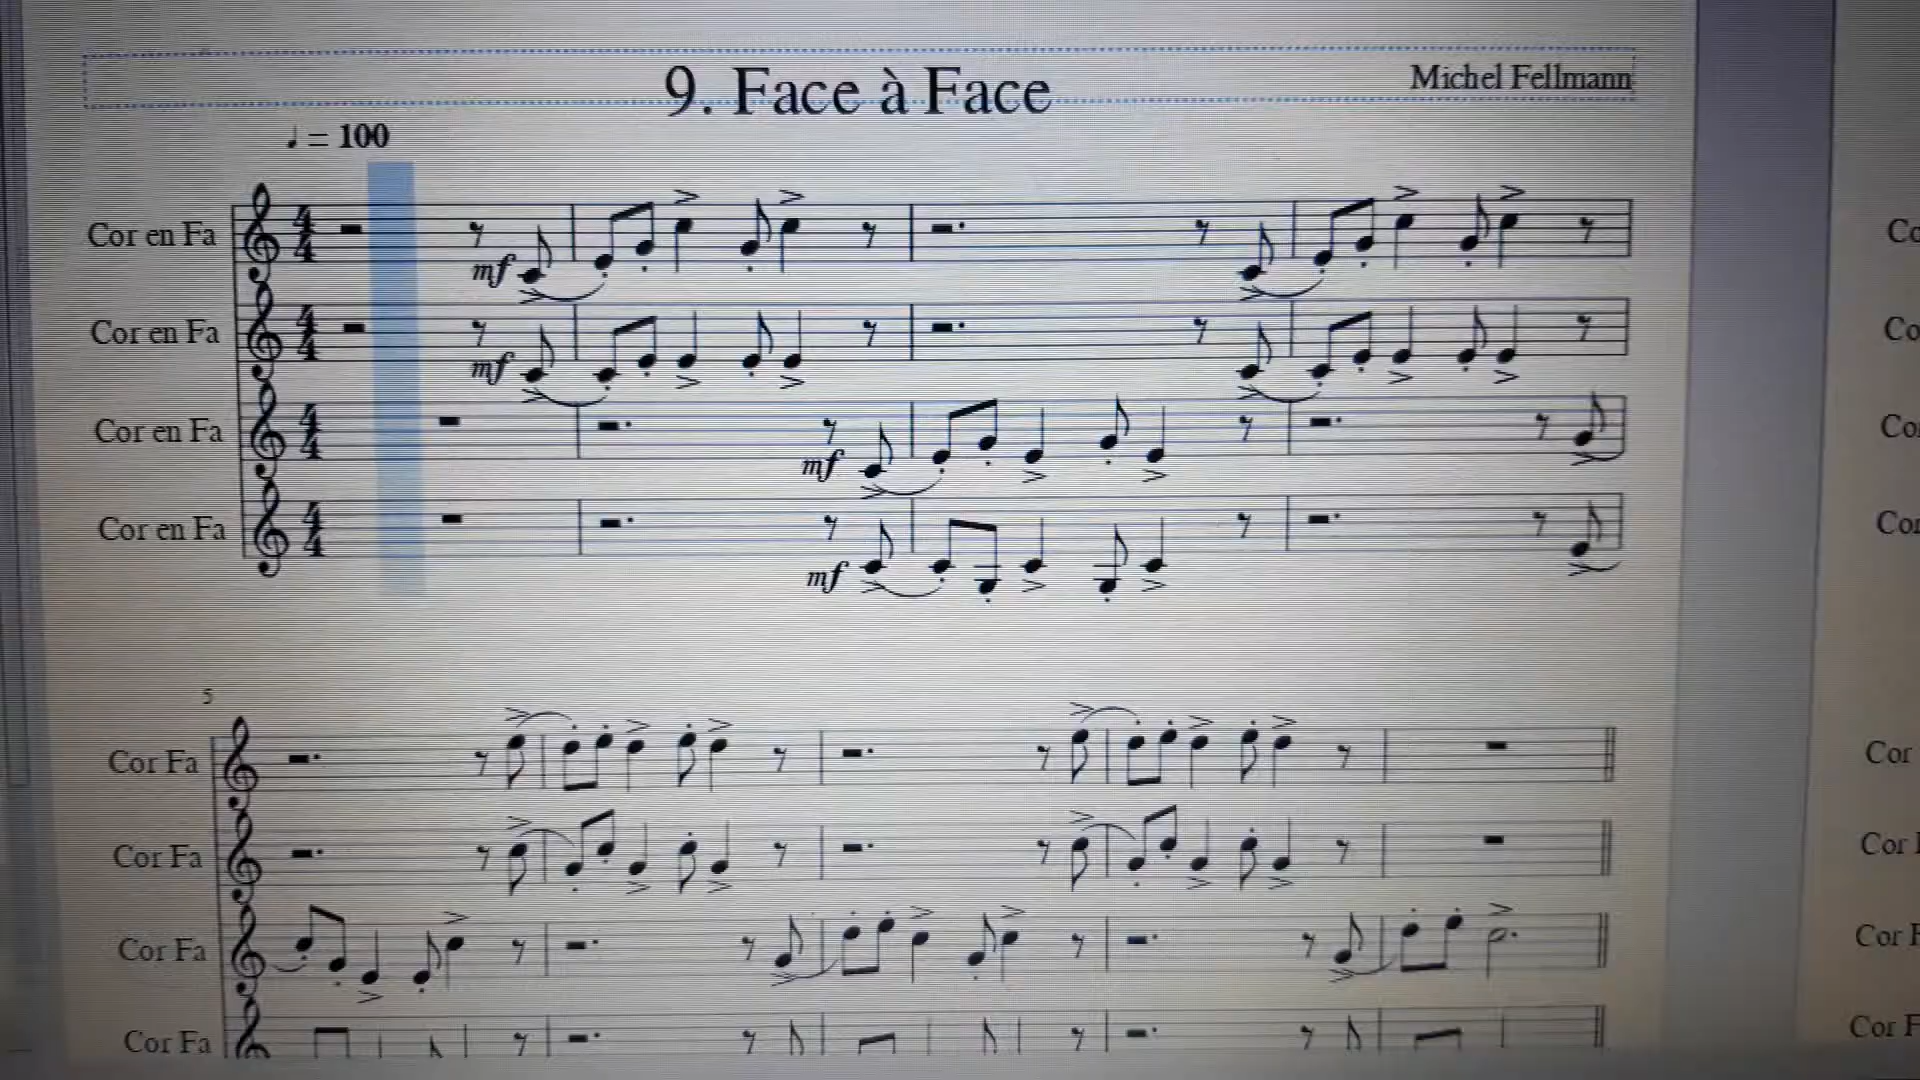 9. Face à Face
Michel Fellmann
♩ = 100
Cor en Fa
mf
Cor en Fa
mf
Cor en Fa
mf
Cor en Fa
mf
5
Cor Fa
Cor Fa
Cor Fa
Cor Fa